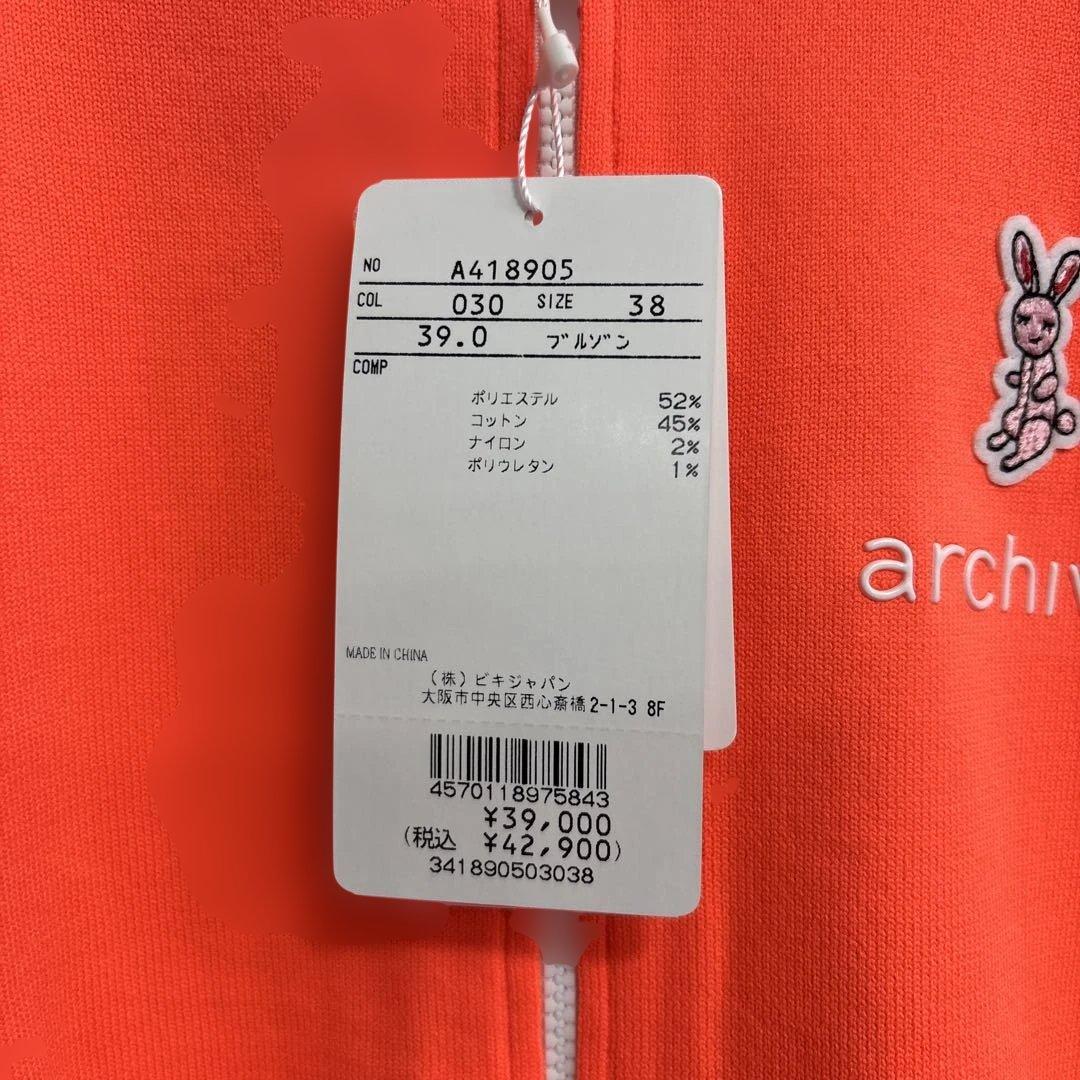 NO A418905
COL 030 SIZE 38
39.0 ブルゾン
COMP
ポリエステル 52%
コットン 45%
ナイロン 2%
ポリウレタン 1%
MADE IN CHINA
(株)ビキジャパン
大阪市中央区西心斎橋2-1-3 8F
4570118975843
¥39,000
(税込 ¥42,900)
341890503038
archiv